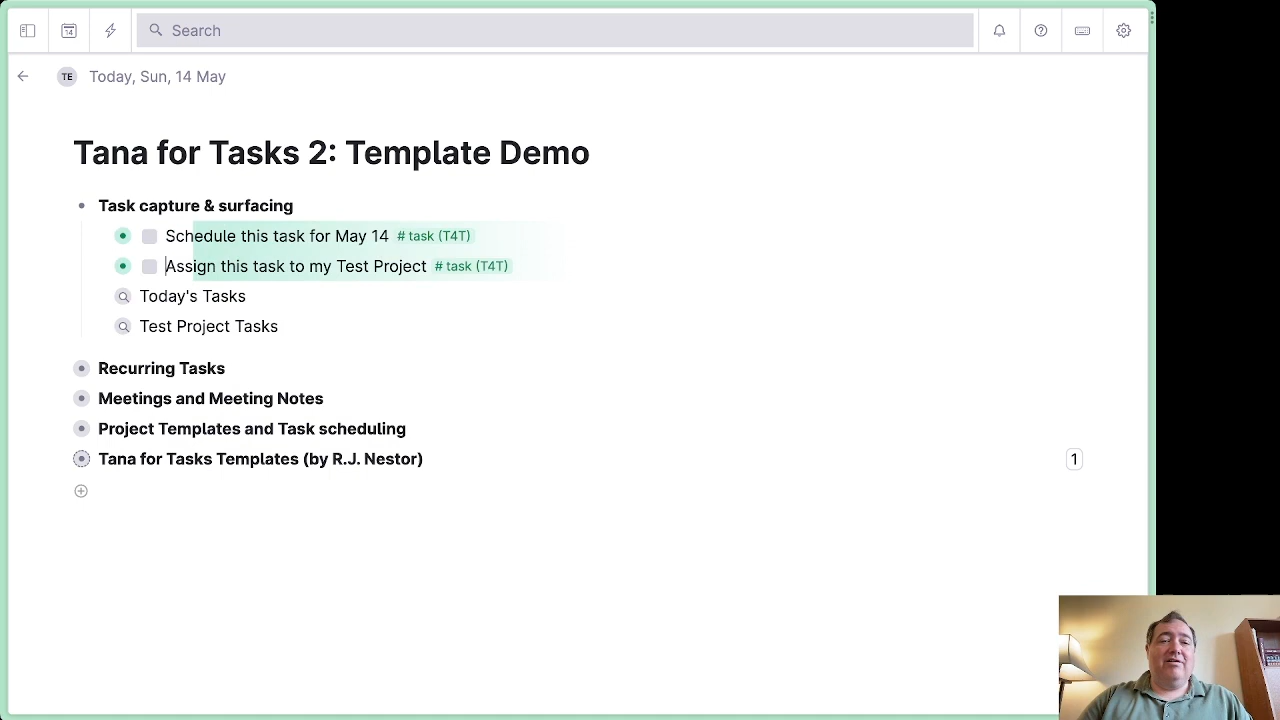 14
Search
TE
Today, Sun, 14 May
Tana for Tasks 2: Template Demo
Task capture & surfacing
Schedule this task for May 14 # task (T4T)
Assign this task to my Test Project # task (T4T)
Today's Tasks
Test Project Tasks
Recurring Tasks
Meetings and Meeting Notes
Project Templates and Task scheduling
Tana for Tasks Templates (by R.J. Nestor) 1